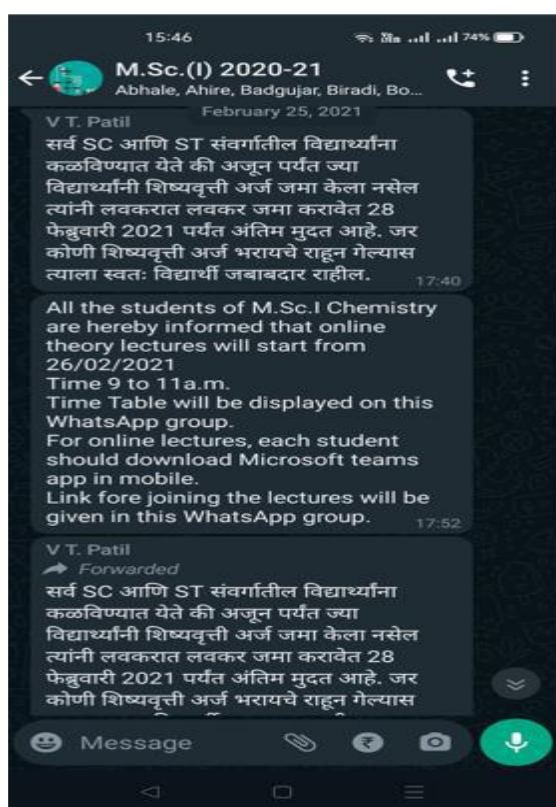 15:46
74%
M.Sc.(I) 2020-21
Abhale, Ahire, Badgujar, Biradi, Bo...
February 25, 2021
V T. Patil
सर्व SC आणि ST संवर्गातील विद्यार्थ्यांना
कळविण्यात येते की अजून पर्यंत ज्या
विद्यार्थ्यांनी शिष्यवृत्ती अर्ज जमा केला नसेल
त्यांनी लवकरात लवकर जमा करावेत 28
फेब्रुवारी 2021 पर्यंत अंतिम मुदत आहे. जर
कोणी शिष्यवृत्ती अर्ज भरायचे राहून गेल्यास
त्याला स्वतः विद्यार्थी जबाबदार राहील.
17:40
All the students of M.Sc.I Chemistry
are hereby informed that online
theory lectures will start from
26/02/2021
Time 9 to 11a.m.
Time Table will be displayed on this
WhatsApp group.
For online lectures, each student
should download Microsoft teams
app in mobile.
Link fore joining the lectures will be
given in this WhatsApp group.
17:52
V T. Patil
Forwarded
सर्व SC आणि ST संवर्गातील विद्यार्थ्यांना
कळविण्यात येते की अजून पर्यंत ज्या
विद्यार्थ्यांनी शिष्यवृत्ती अर्ज जमा केला नसेल
त्यांनी लवकरात लवकर जमा करावेत 28
फेब्रुवारी 2021 पर्यंत अंतिम मुदत आहे. जर
कोणी शिष्यवृत्ती अर्ज भरायचे राहून गेल्यास
Message